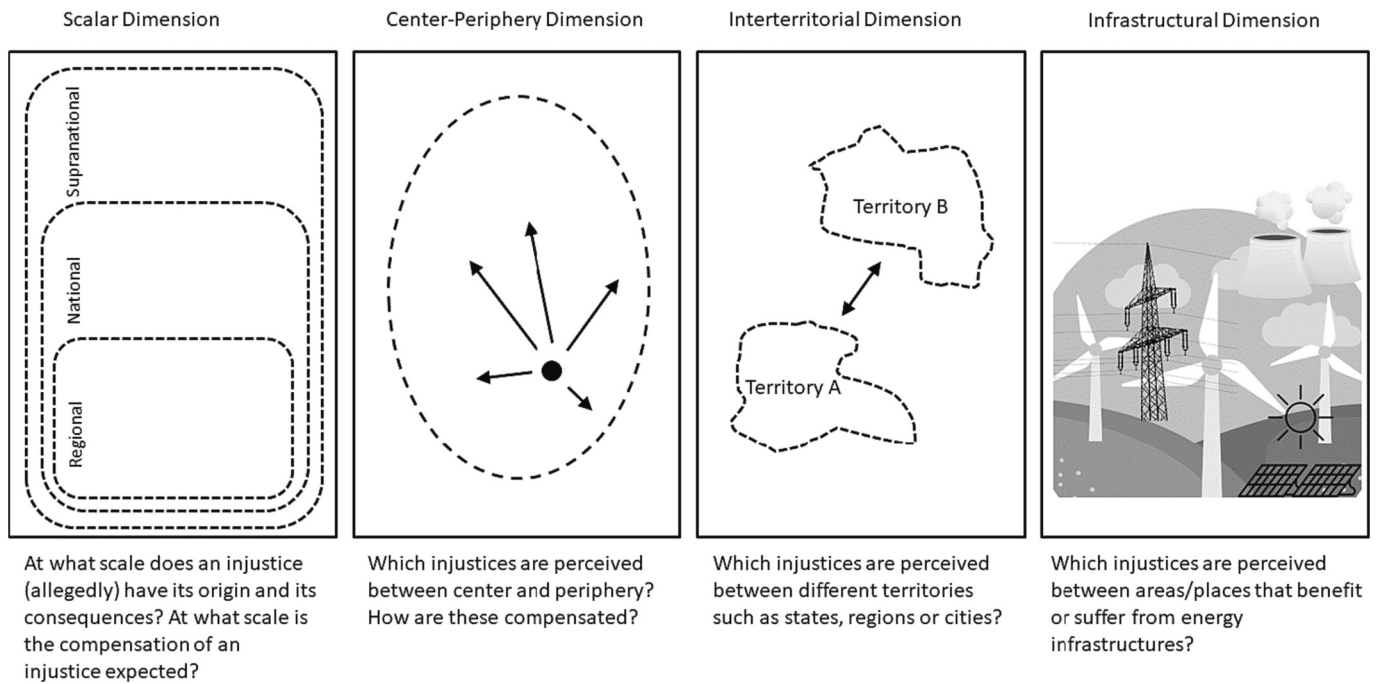 Scalar Dimension
Supranational
National
Regional
At what scale does an injustice
(allegedly) have its origin and its
consequences? At what scale is
the compensation of an
injustice expected?
Center-Periphery Dimension
Which injustices are perceived
between center and periphery?
How are these compensated?
Interterritorial Dimension
Territory B
Territory A
Which injustices are perceived
between different territories
such as states, regions or cities?
Infrastructural Dimension
Which injustices are perceived
between areas/places that benefit
or suffer from energy
infrastructures?